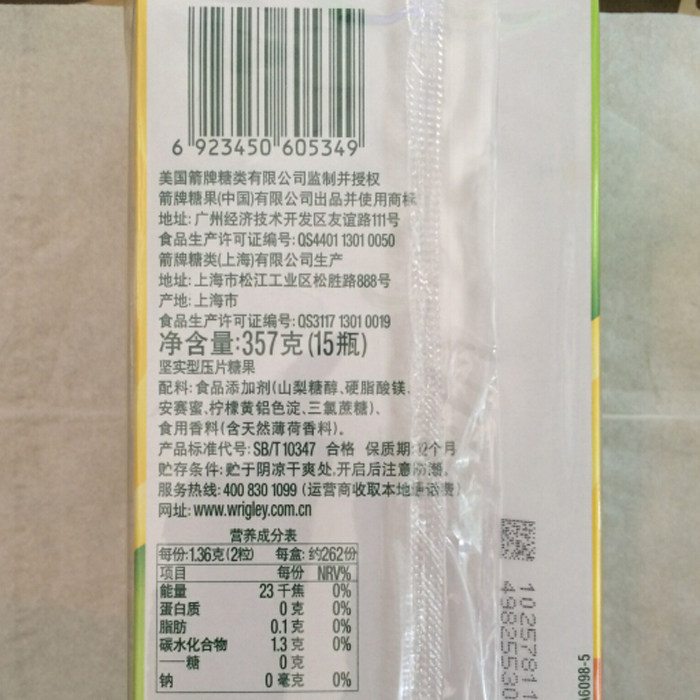 6 923450 605349
美国箭牌糖类有限公司监制并授权
箭牌糖果(中国)有限公司出品并使用商标
地址: 广州经济技术开发区友谊路111号
食品生产许可证编号: QS4401 1301 0050
箭牌糖类(上海)有限公司生产
地址: 上海市松江工业区松胜路888号
产地: 上海市
食品生产许可证编号: QS3117 1301 0019
净含量:357克(15瓶)
坚实型压片糖果
配料: 食品添加剂(山梨糖醇、硬脂酸镁、
安赛蜜、柠檬黄铝色淀、三氯蔗糖)、
食用香料(含天然薄荷香料)。
产品标准代号: SB/T10347 合格 保质期:12个月
贮存条件: 贮于阴凉干爽处,开启后注意防潮。
服务热线: 400 830 1099 (运营商收取本地通话费)
网址: www.wrigley.com.cn
营养成分表
每份:1.36克(2粒) 每盒: 约262份
项目 每份 NRV%
能量 23 千焦 0%
蛋白质 0 克 0%
脂肪 0.1 克 0%
碳水化合物 1.3 克 0%
一糖 0 克
钠 0 毫克 0%
10257811
49825530
A6098-5